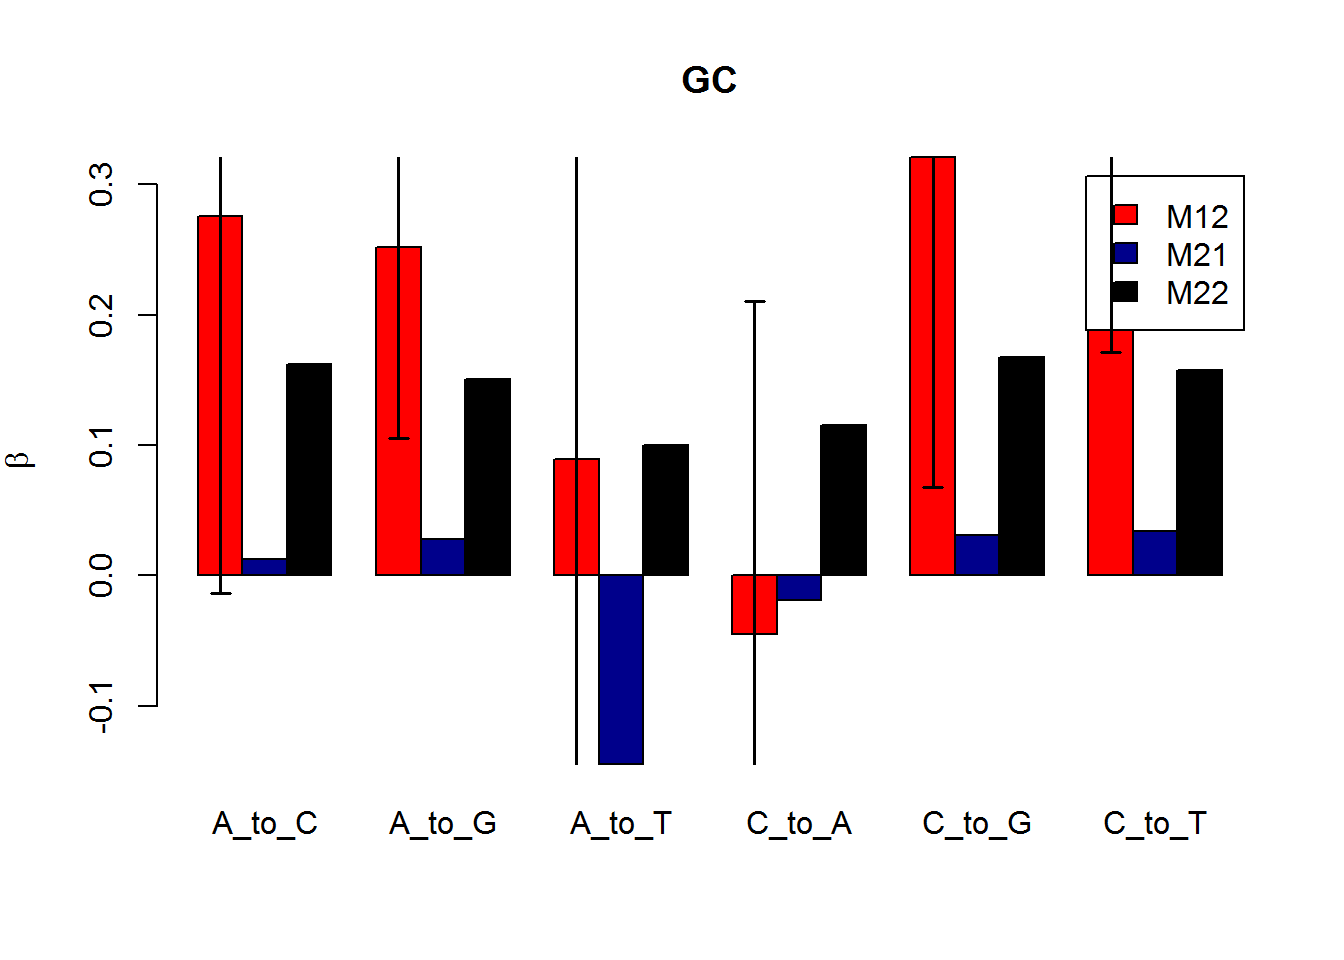 GC
0.3
0.2
0.1
0.0
-0.1
β
M12
M21
M22
A_to_C
A_to_G
A_to_T
C_to_A
C_to_G
C_to_T